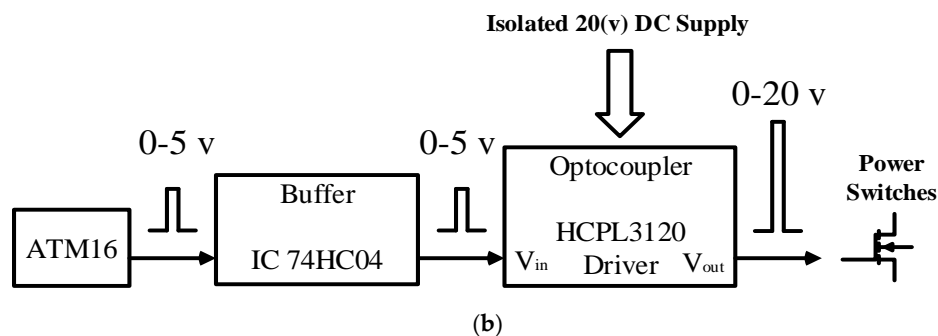 Isolated 20(v) DC Supply
0-5 v
0-5 v
0-20 v
ATM16
Buffer
IC 74HC04
Optocoupler
HCPL3120
Vin Driver Vout
Power
Switches
(b)